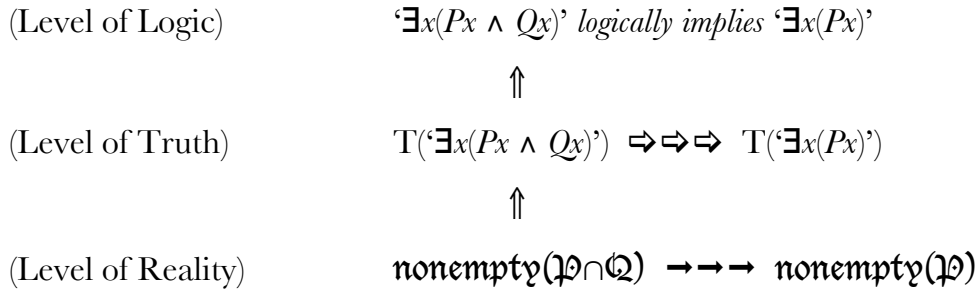 (Level of Logic) ‘∃x(Px ∧ Qx)’ logically implies ‘∃x(Px)’
⇑
(Level of Truth) T(‘∃x(Px ∧ Qx)’) ➪➪➪ T(‘∃x(Px)’)
⇑
(Level of Reality) nonempty(𝔓∩𝔔) →→→ nonempty(𝔓)